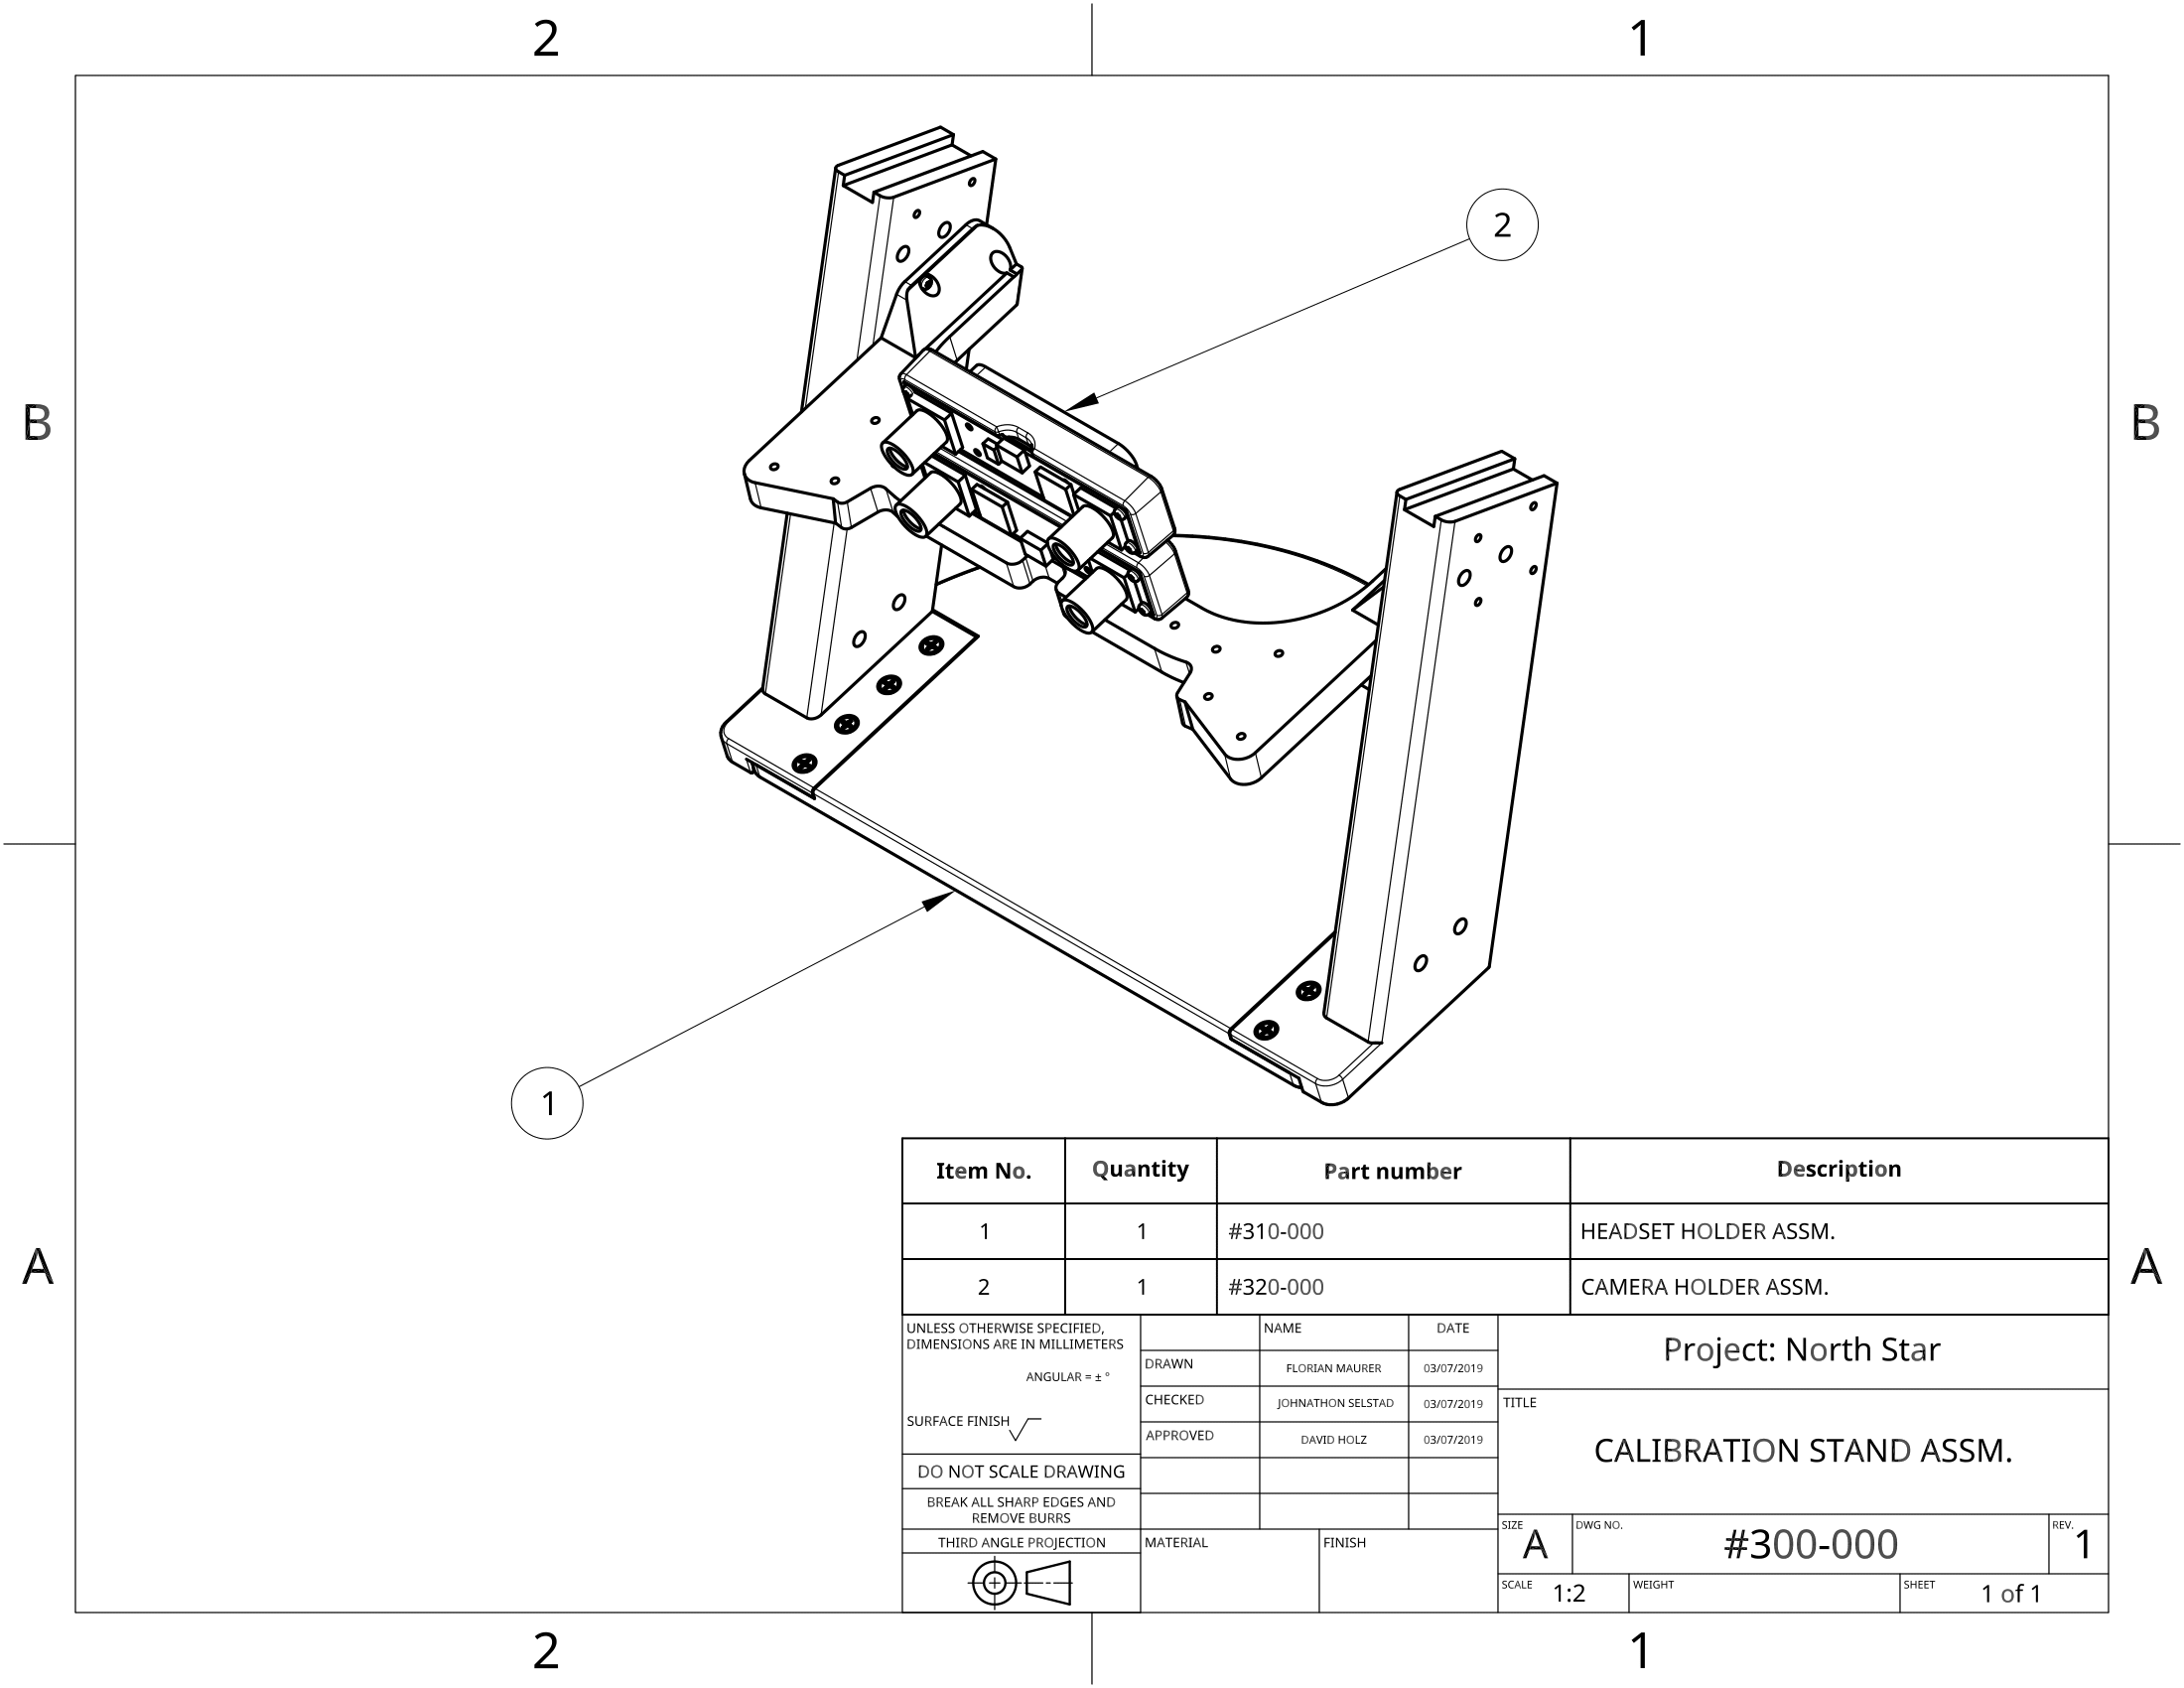 2
1
B
B
2
1
A
A
Item No.
Quantity
Part number
Description
1
1
#310-000
HEADSET HOLDER ASSM.
2
1
#320-000
CAMERA HOLDER ASSM.
UNLESS OTHERWISE SPECIFIED,
DIMENSIONS ARE IN MILLIMETERS
ANGULAR = ± °
SURFACE FINISH
DO NOT SCALE DRAWING
BREAK ALL SHARP EDGES AND
REMOVE BURRS
THIRD ANGLE PROJECTION
NAME
DATE
DRAWN
FLORIAN MAURER
03/07/2019
CHECKED
JOHNATHON SELSTAD
03/07/2019
APPROVED
DAVID HOLZ
03/07/2019
MATERIAL
FINISH
Project: North Star
TITLE
CALIBRATION STAND ASSM.
SIZE
A
DWG NO.
#300-000
REV.
1
SCALE
1:2
WEIGHT
SHEET
1 of 1
2
1